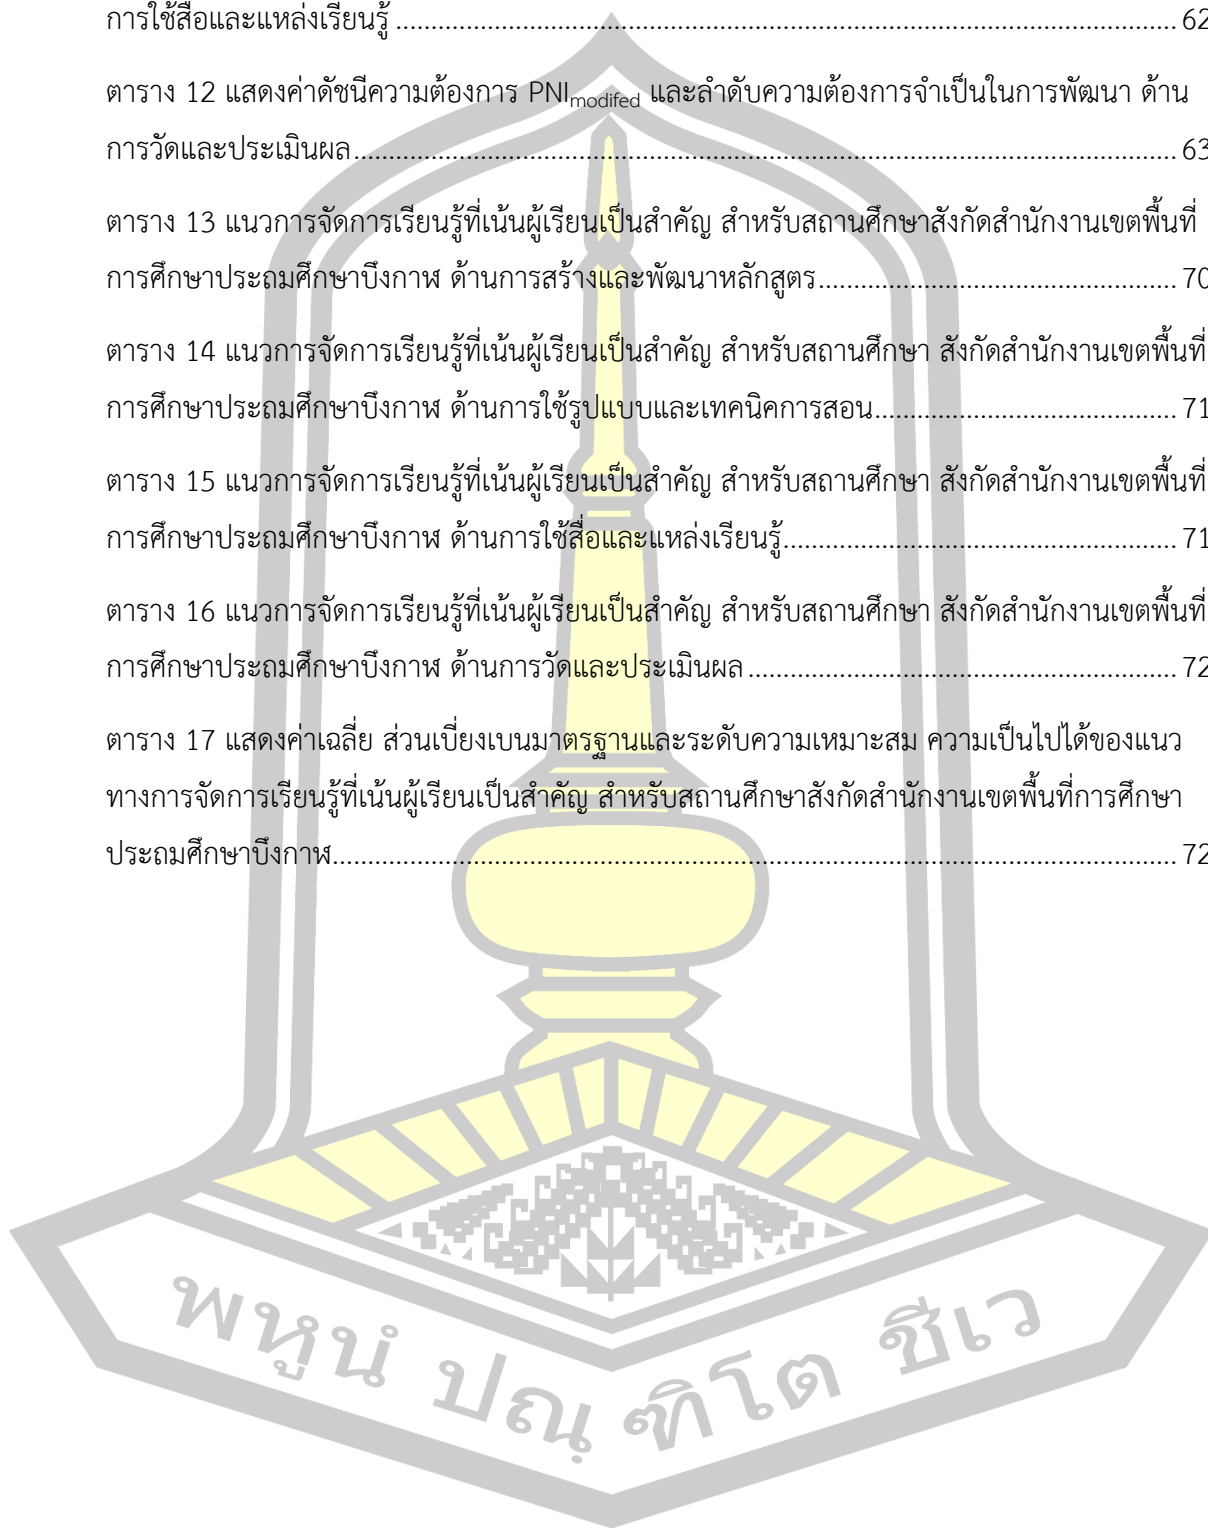 การใช้สื่อและแหล่งเรียนรู้ .................................................................................................. 62
ตาราง 12 แสดงค่าดัชนีความต้องการ PNImodifed และลำดับความต้องการจำเป็นในการพัฒนา ด้าน
การวัดและประเมินผล....................................................................................................... 63
ตาราง 13 แนวการจัดการเรียนรู้ที่เน้นผู้เรียนเป็นสำคัญ สำหรับสถานศึกษาสังกัดสำนักงานเขตพื้นที่
การศึกษาประถมศึกษาบึงกาฬ ด้านการสร้างและพัฒนาหลักสูตร............................................. 70
ตาราง 14 แนวการจัดการเรียนรู้ที่เน้นผู้เรียนเป็นสำคัญ สำหรับสถานศึกษา สังกัดสำนักงานเขตพื้นที่
การศึกษาประถมศึกษาบึงกาฬ ด้านการใช้รูปแบบและเทคนิคการสอน...................................... 71
ตาราง 15 แนวการจัดการเรียนรู้ที่เน้นผู้เรียนเป็นสำคัญ สำหรับสถานศึกษา สังกัดสำนักงานเขตพื้นที่
การศึกษาประถมศึกษาบึงกาฬ ด้านการใช้สื่อและแหล่งเรียนรู้.................................................. 71
ตาราง 16 แนวการจัดการเรียนรู้ที่เน้นผู้เรียนเป็นสำคัญ สำหรับสถานศึกษา สังกัดสำนักงานเขตพื้นที่
การศึกษาประถมศึกษาบึงกาฬ ด้านการวัดและประเมินผล ...................................................... 72
ตาราง 17 แสดงค่าเฉลี่ย ส่วนเบี่ยงเบนมาตรฐานและระดับความเหมาะสม ความเป็นไปได้ของแนว
ทางการจัดการเรียนรู้ที่เน้นผู้เรียนเป็นสำคัญ สำหรับสถานศึกษาสังกัดสำนักงานเขตพื้นที่การศึกษา
ประถมศึกษาบึงกาฬ.......................................................................................................... 72
พหูนํ ปณฺฑิโต ชีเว